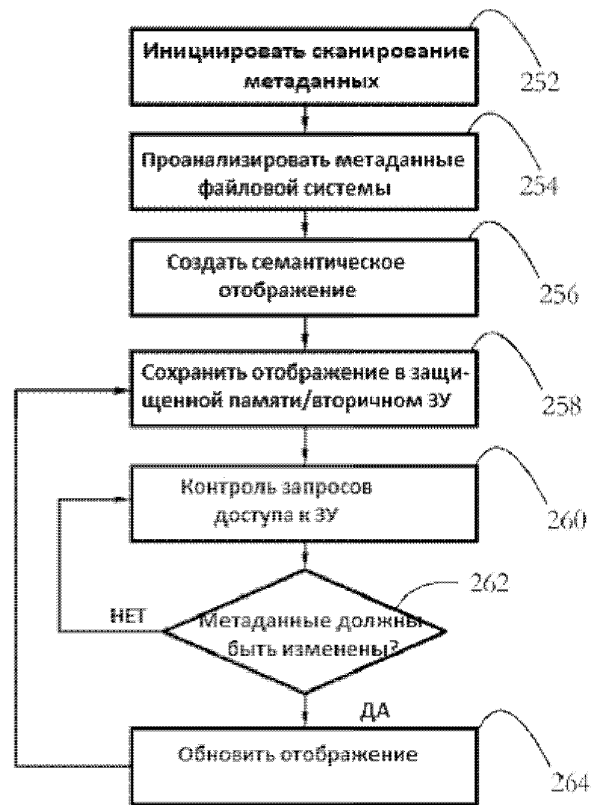 Инициировать сканирование
метаданных
252
Проанализировать метаданные
файловой системы
254
Создать семантическое
отображение
256
Сохранить отображение в защи-
щенной памяти/вторичном ЗУ
258
Контроль запросов
доступа к ЗУ
260
262
НЕТ
Метаданные должны
быть изменены?
ДА
Обновить отображение
264